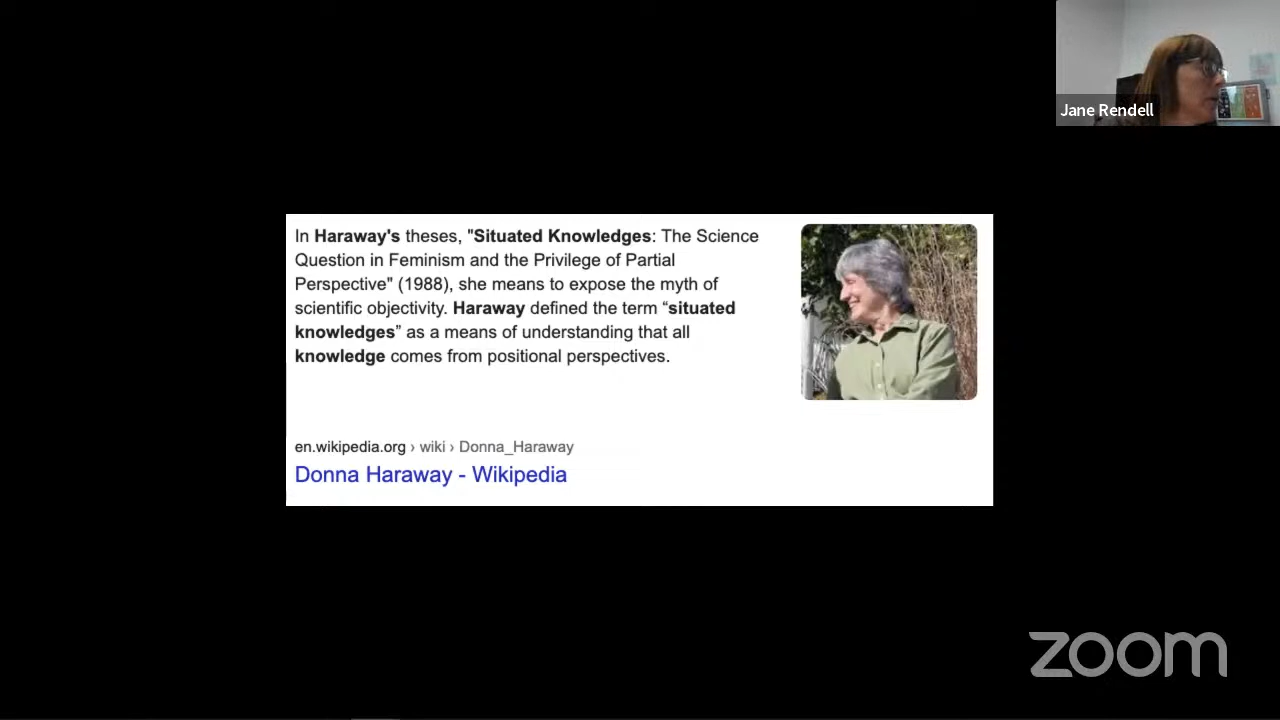 Jane Rendell
In Haraway's theses, "Situated Knowledges: The Science
Question in Feminism and the Privilege of Partial
Perspective" (1988), she means to expose the myth of
scientific objectivity. Haraway defined the term “situated
knowledges” as a means of understanding that all
knowledge comes from positional perspectives.
en.wikipedia.org › wiki › Donna_Haraway
Donna Haraway - Wikipedia
zoom